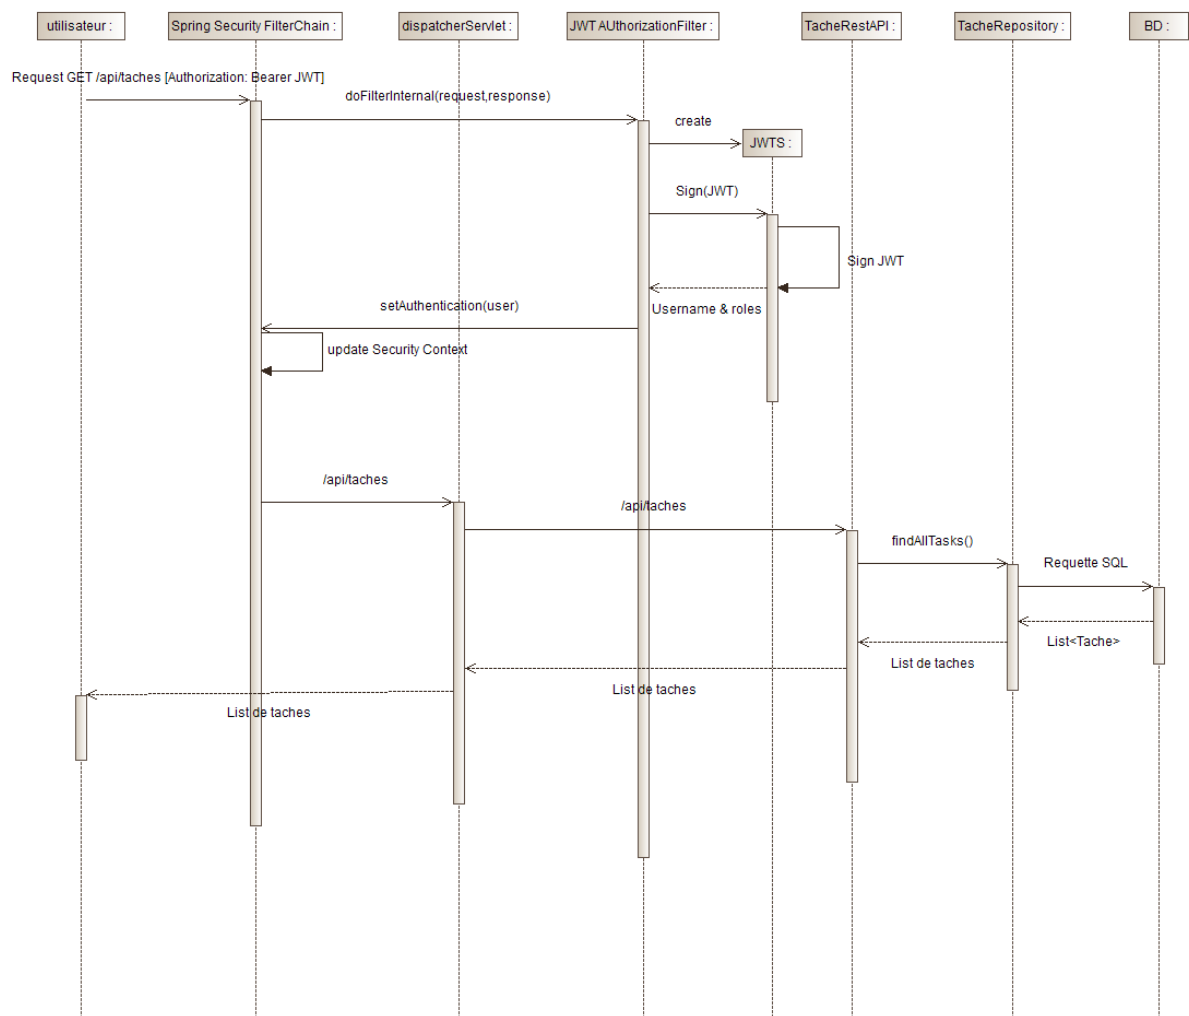 utilisateur :
Spring Security FilterChain :
dispatcherServlet :
JWT AUthorizationFilter :
TacheRestAPI :
TacheRepository :
BD :
Request GET /api/taches [Authorization: Bearer JWT]
doFilterInternal(request,response)
create
JWTS :
Sign(JWT)
Sign JWT
Username & roles
setAuthentication(user)
update Security Context
/api/taches
/api/taches
findAllTasks()
Requette SQL
List<Tache>
List de taches
List de taches
List de taches